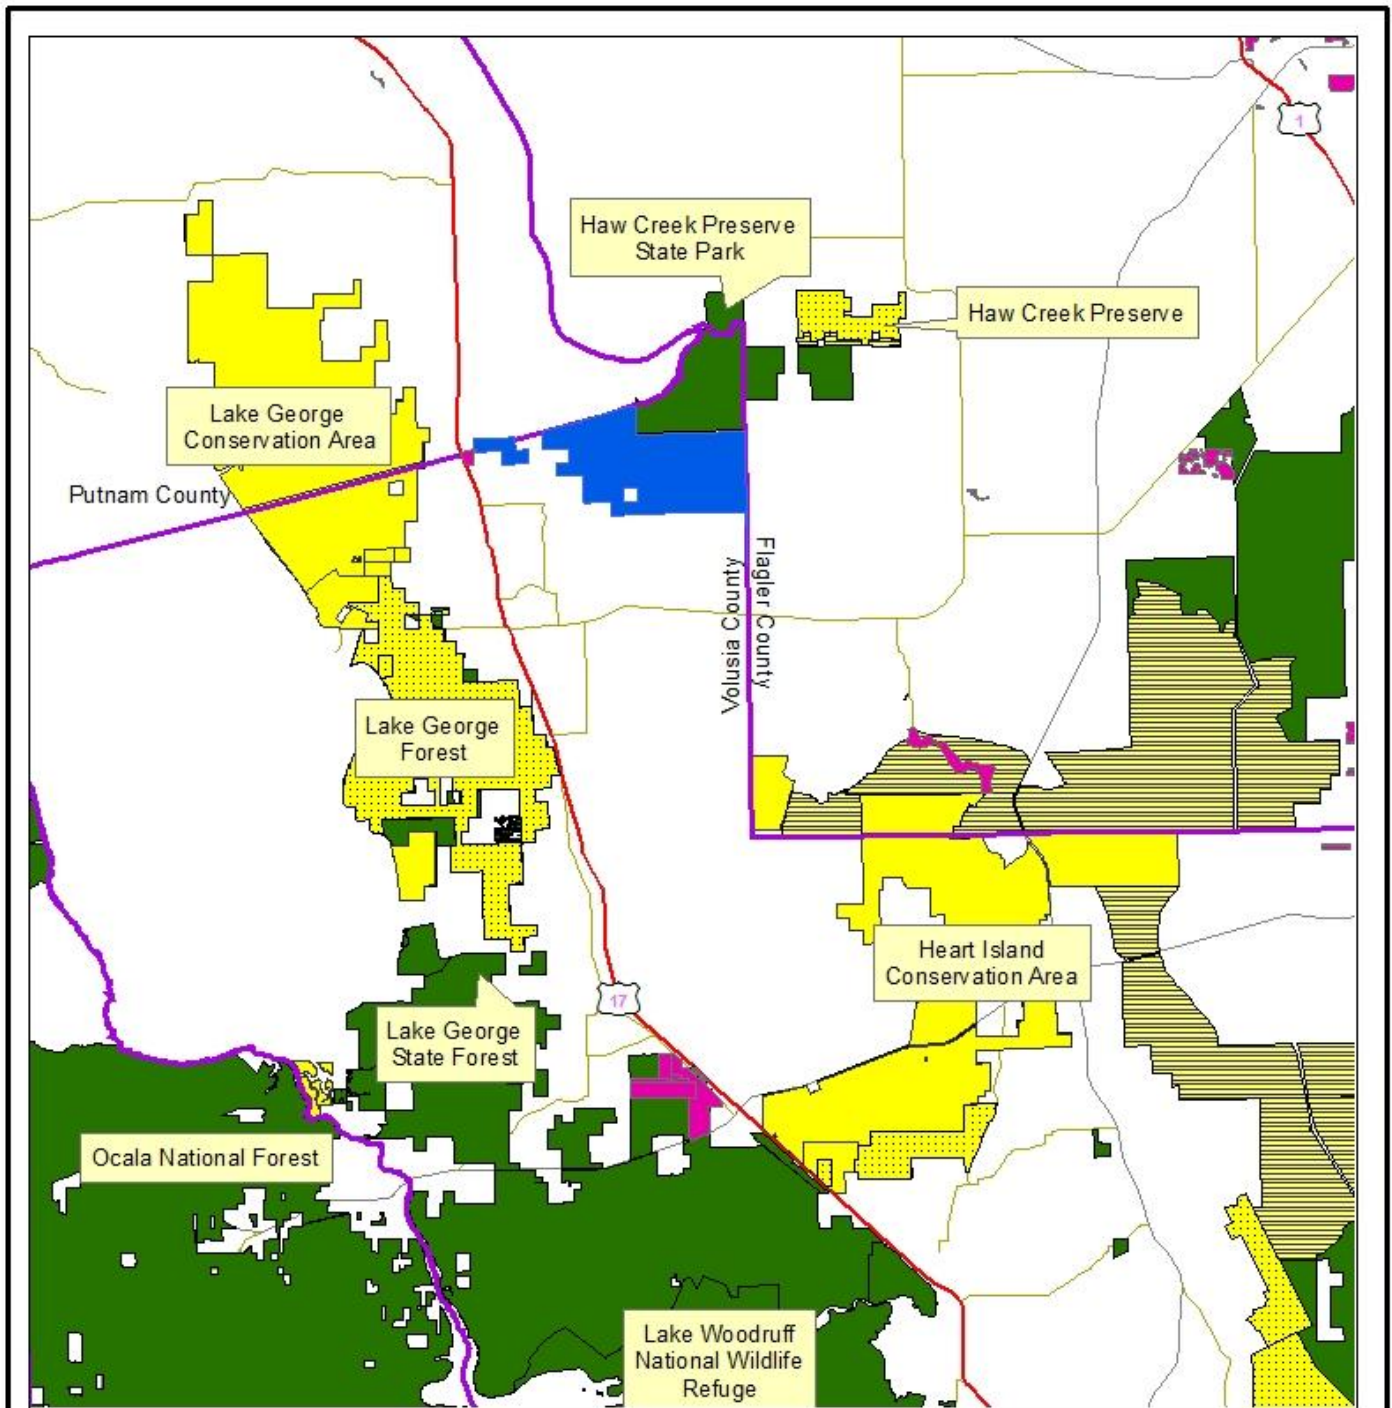 1
Haw Creek Preserve
State Park
Haw Creek Preserve
Lake George
Conservation Area
Putnam County
Flagler County
Volusia County
Lake George
Forest
Heart Island
Conservation Area
17
Lake George
State Forest
Ocala National Forest
Lake Woodruff
National Wildlife
Refuge